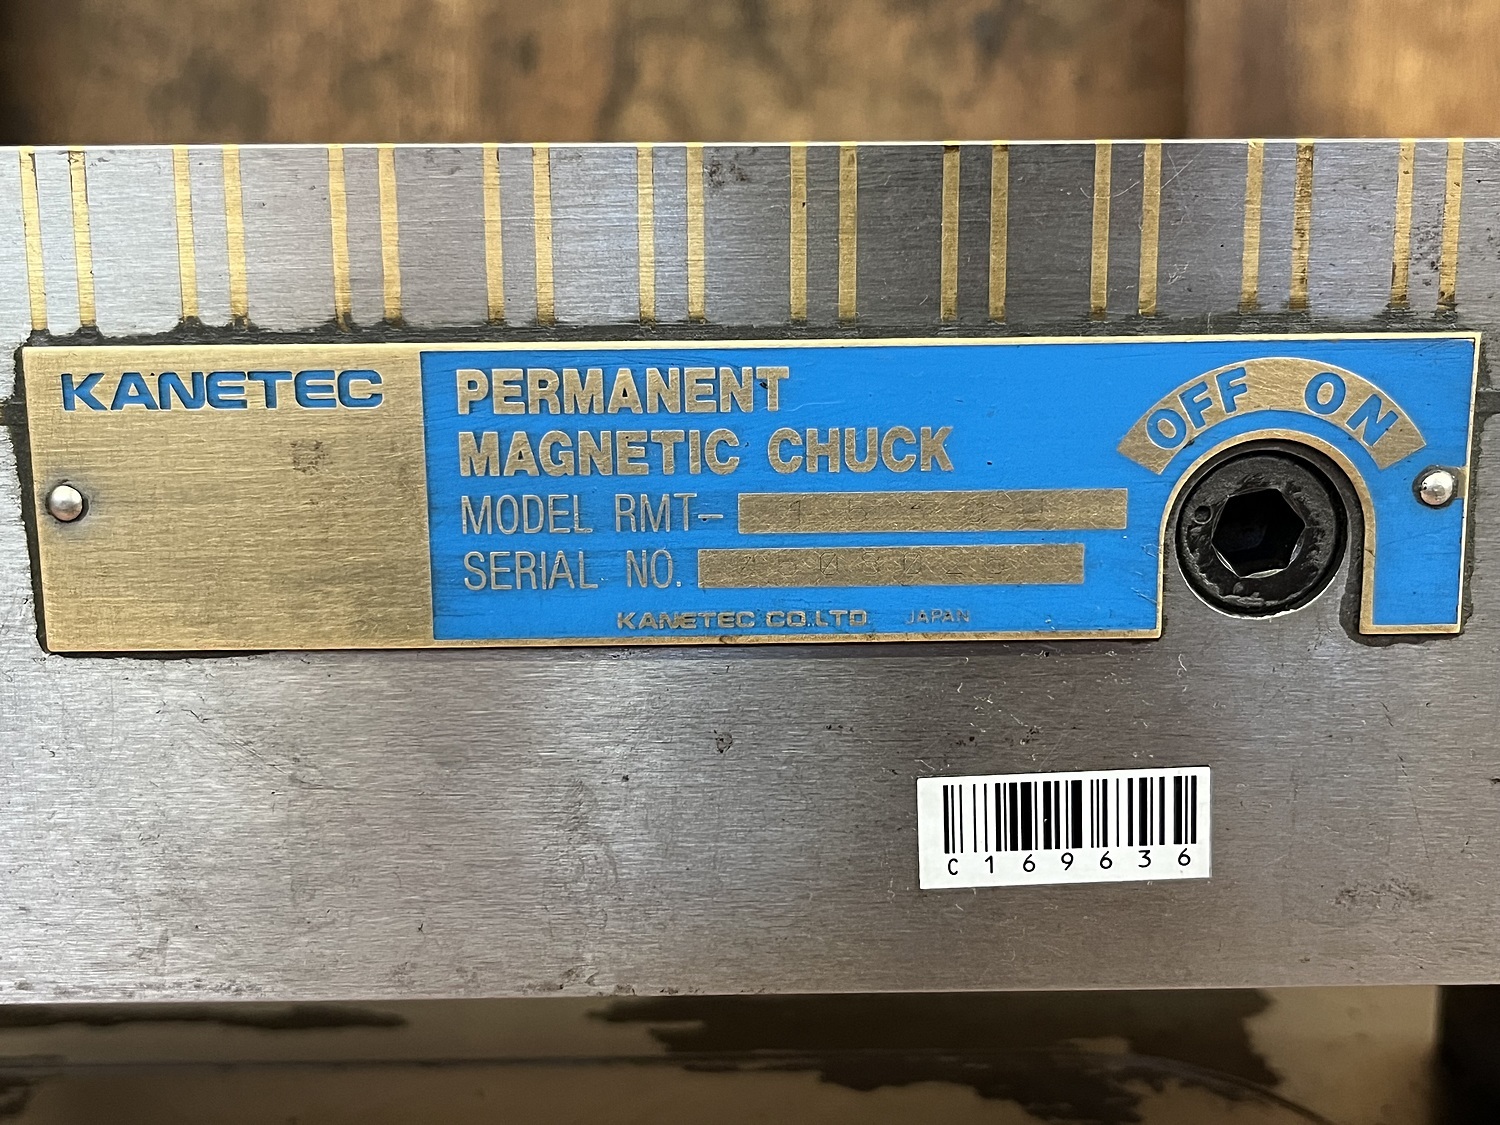 KANETEC
PERMANENT
MAGNETIC CHUCK
MODEL RMT-
SERIAL NO.
KANETEC CO.,LTD. JAPAN
OFF ON
C169636